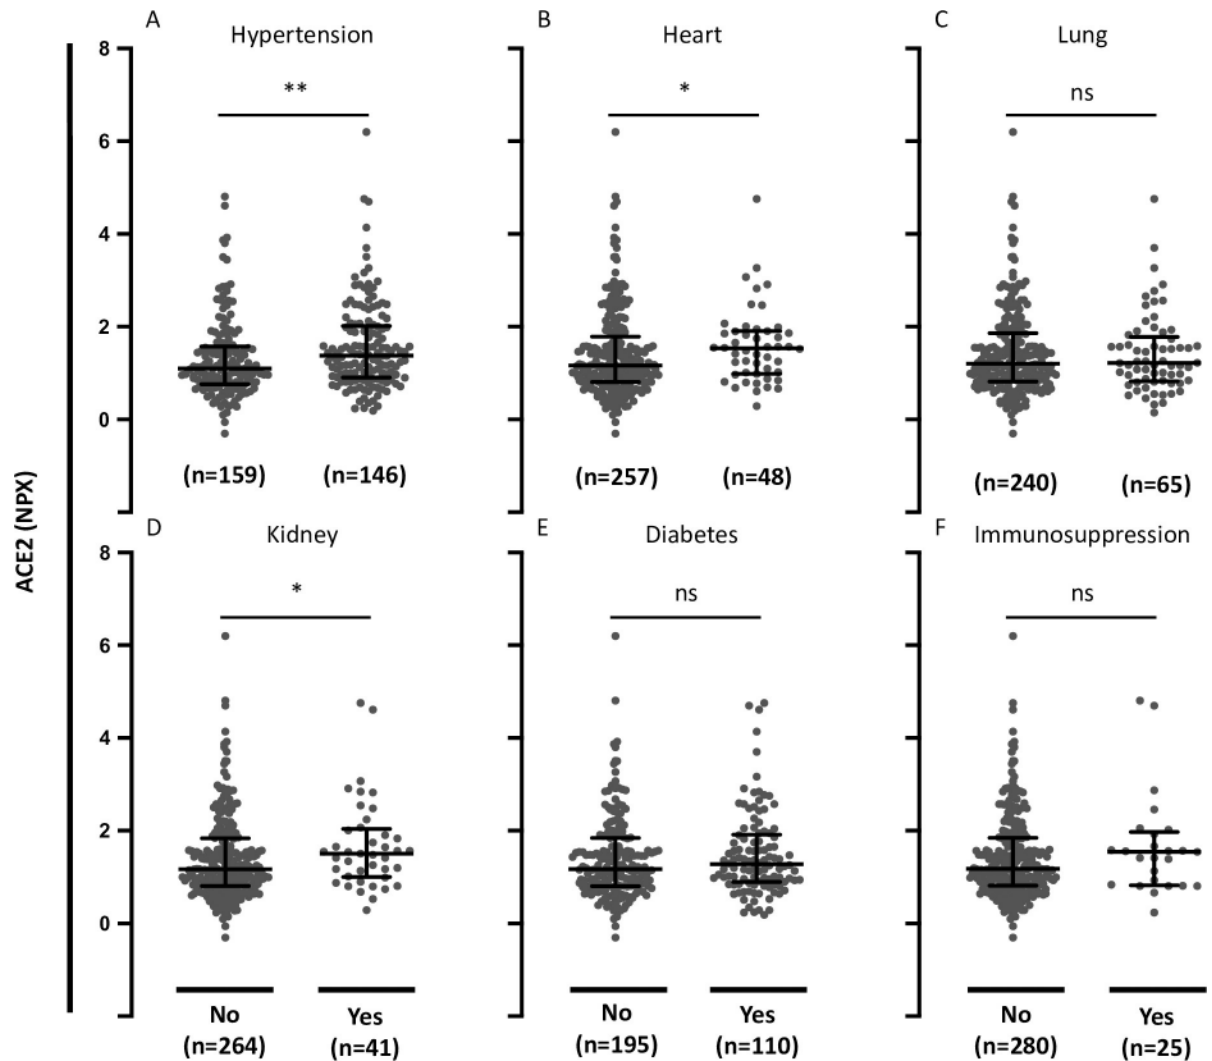 A
Hypertension
**
8
6
4
2
0
(n=159)
(n=146)
B
Heart
*
(n=257)
(n=48)
C
Lung
ns
(n=240)
(n=65)
ACE2 (NPX)
D
Kidney
*
8
6
4
2
0
No
Yes
(n=264)
(n=41)
E
Diabetes
ns
No
Yes
(n=195)
(n=110)
F
Immunosuppression
ns
No
Yes
(n=280)
(n=25)